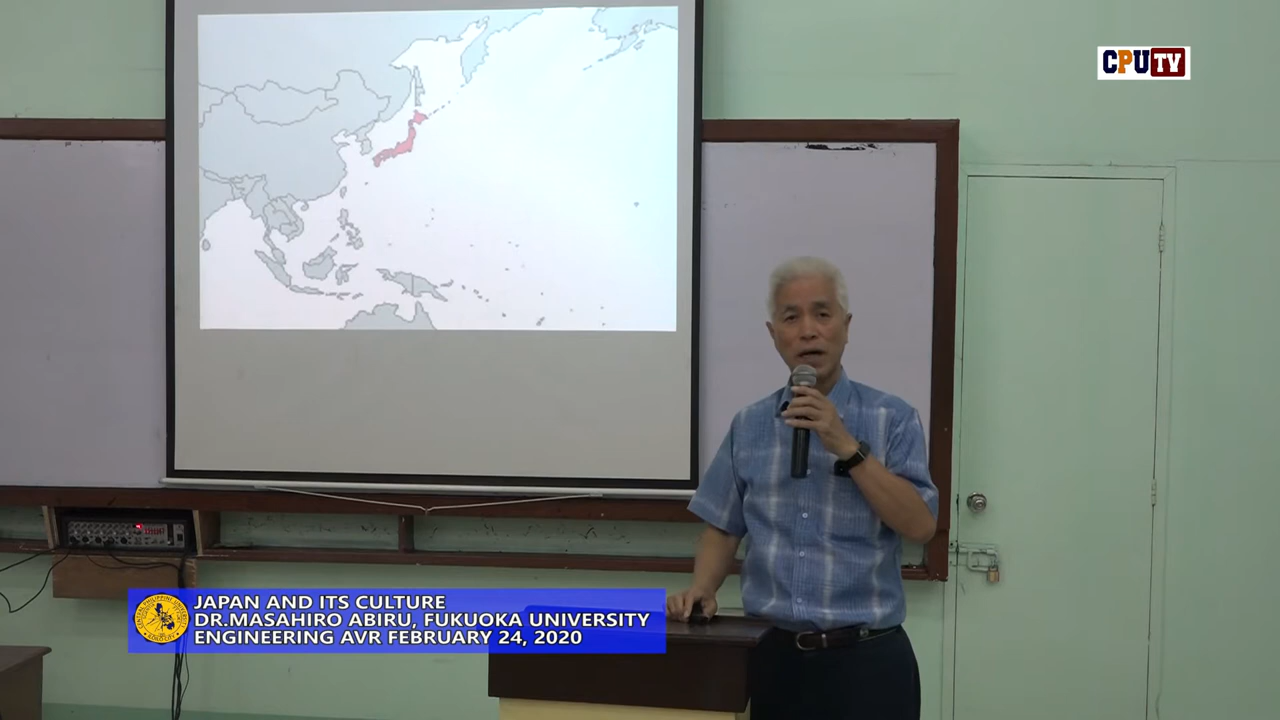 CPUTV
JAPAN AND ITS CULTURE
DR.MASAHIRO ABIRU, FUKUOKA UNIVERSITY
ENGINEERING AVR FEBRUARY 24, 2020